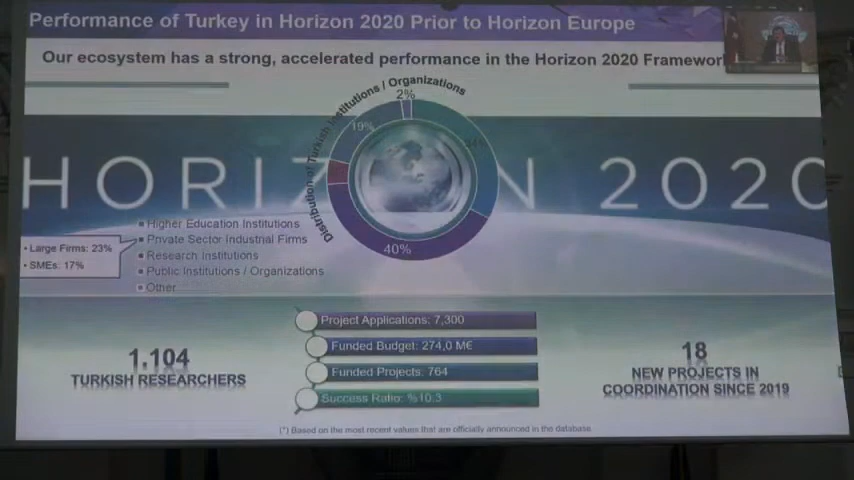 Performance of Turkey in Horizon 2020 Prior to Horizon Europe
Our ecosystem has a strong, accelerated performance in the Horizon 2020 Framewor
Distribution of Turkish Institutions / Organizations
2%
19%
40%
HORIZON 2020
• Large Firms: 23%
• SMEs: 17%
Higher Education Institutions
Private Sector Industrial Firms
Research Institutions
Public Institutions / Organizations
Other
Project Applications: 7,300
Funded Budget: 274,0 M€
Funded Projects: 764
Success Ratio: %10.3
1.104
TURKISH RESEARCHERS
18
NEW PROJECTS IN
COORDINATION SINCE 2019
(*) Based on the most recent values that are officially announced in the database